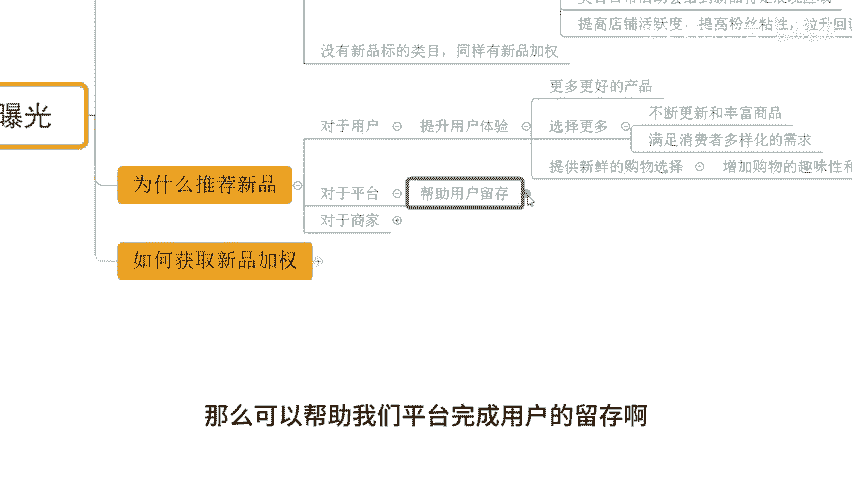 提高店铺活跃度，提高粉丝粘性，拉升回
没有新品标的类目，同样有新品加权
曝光
更多更好的产品
对于用户
提升用户体验
选择更多
不断更新和丰富商品
满足消费者多样化的需求
提供新鲜的购物选择
增加购物的趣味性和
为什么推荐新品
对于平台
帮助用户留存
对于商家
如何获取新品加权
那么可以帮助我们平台完成用户的留存啊